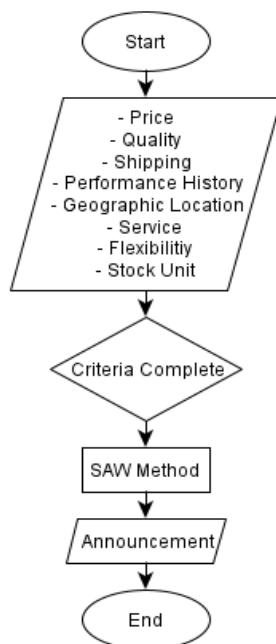 Start
- Price
- Quality
- Shipping
- Performance History
- Geographic Location
- Service
- Flexibilitiy
- Stock Unit
Criteria Complete
SAW Method
Announcement
End